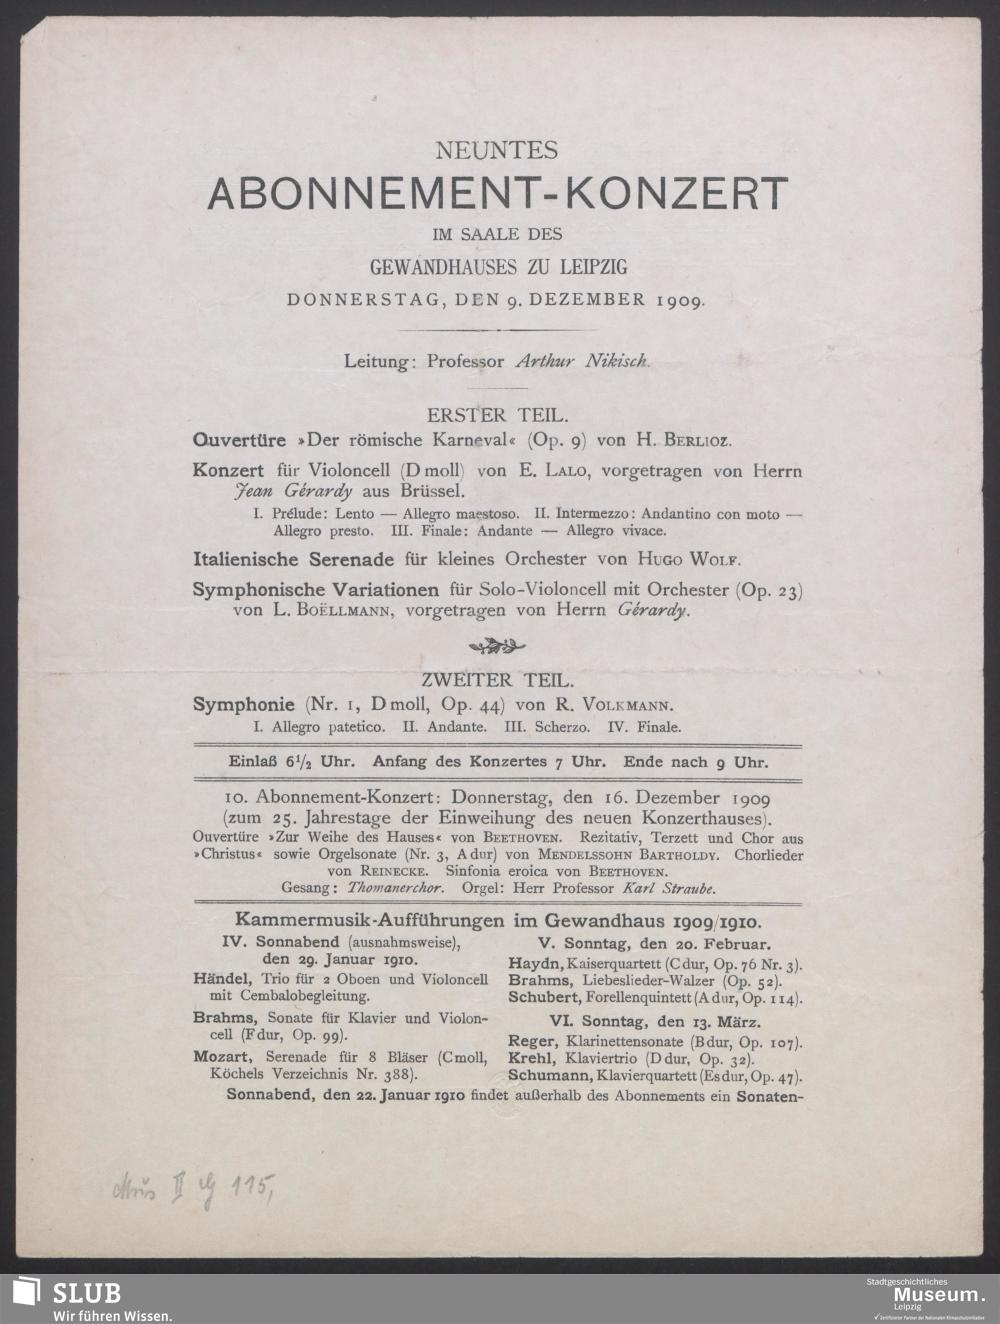 NEUNTES
ABONNEMENT-KONZERT
IM SAALE DES
GEWANDHAUSES ZU LEIPZIG
DONNERSTAG, DEN 9. DEZEMBER 1909.
Leitung: Professor Arthur Nikisch.
ERSTER TEIL.
Ouvertüre »Der römische Karneval« (Op. 9) von H. BERLIOZ.
Konzert für Violoncell (D moll) von E. LALO, vorgetragen von Herrn
Jean Gérardy aus Brüssel.
I. Prélude: Lento — Allegro maestoso. II. Intermezzo: Andantino con moto —
Allegro presto. III. Finale: Andante — Allegro vivace.
Italienische Serenade für kleines Orchester von HUGO WOLF.
Symphonische Variationen für Solo-Violoncell mit Orchester (Op. 23)
von L. BOËLLMANN, vorgetragen von Herrn Gérardy.
ZWEITER TEIL.
Symphonie (Nr. 1, D moll, Op. 44) von R. VOLKMANN.
I. Allegro patetico. II. Andante. III. Scherzo. IV. Finale.
Einlaß 6½ Uhr. Anfang des Konzertes 7 Uhr. Ende nach 9 Uhr.
10. Abonnement-Konzert: Donnerstag, den 16. Dezember 1909
(zum 25. Jahrestage der Einweihung des neuen Konzerthauses).
Ouvertüre »Zur Weihe des Hauses« von BEETHOVEN. Rezitativ, Terzett und Chor aus
»Christus« sowie Orgelsonate (Nr. 3, A dur) von MENDELSSOHN BARTHOLDY. Chorlieder
von REINECKE. Sinfonia eroica von BEETHOVEN.
Gesang: Thomanerchor. Orgel: Herr Professor Karl Straube.
Kammermusik-Aufführungen im Gewandhaus 1909/1910.
IV. Sonnabend (ausnahmsweise),
den 29. Januar 1910.
Händel, Trio für 2 Oboen und Violoncell
mit Cembalobegleitung.
Brahms, Sonate für Klavier und Violon-
cell (F dur, Op. 99).
Mozart, Serenade für 8 Bläser (C moll,
Köchels Verzeichnis Nr. 388).
V. Sonntag, den 20. Februar.
Haydn, Kaiserquartett (C dur, Op. 76 Nr. 3).
Brahms, Liebeslieder-Walzer (Op. 52).
Schubert, Forellenquintett (A dur, Op. 114).
VI. Sonntag, den 13. März.
Reger, Klarinettensonate (B dur, Op. 107).
Krehl, Klaviertrio (D dur, Op. 32).
Schumann, Klavierquartett (Es dur, Op. 47).
Sonnabend, den 22. Januar 1910 findet außerhalb des Abonnements ein Sonaten-
Mus II G 115,
SLUB
Wir führen Wissen.
Stadtgeschichtliches
Museum.
Leipzig
Zertifizierter Partner der Nationalen Klimaschutzinitiative